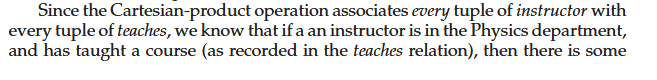 Since the Cartesian-product operation associates every tuple of instructor with
every tuple of teaches, we know that if a an instructor is in the Physics department,
and has taught a course (as recorded in the teaches relation), then there is some